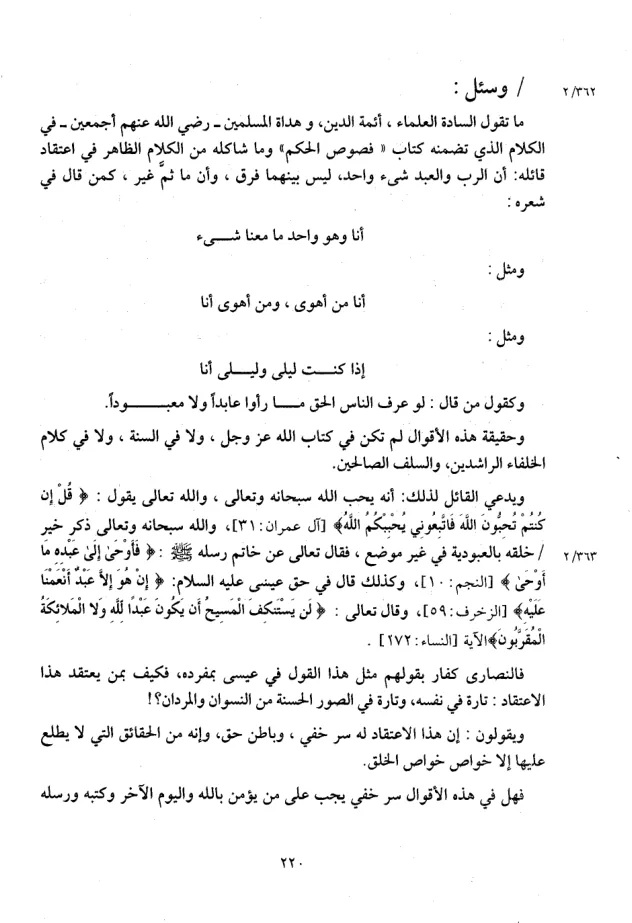 ٢/٣٦٢
/ وسئل :
ما تقول السادة العلماء ، أئمة الدين، و هداة المسلمين ـ رضي الله عنهم أجمعين ـ في
الكلام الذي تضمنه كتاب « فصوص الحكم» وما شاكله من الكلام الظاهر في اعتقاد
قائله: أن الرب والعبد شىء واحد، ليس بينهما فرق ، وأن ما ثمَّ غير ، كمن قال في
شعره :
أنا وهو واحد ما معنا شـــىء
ومثل :
أنا من أهوى ، ومن أهوى أنا
ومثل :
إذا كنـــت ليلى وليـــلى أنا
وكقول من قال : لو عرف الناس الحق مـــا رأوا عابداً ولا معبـــــوداً.
وحقيقة هذه الأقوال لم تكن في كتاب الله عز وجل ، ولا في السنة ، ولا في كلام
الخلفاء الراشدين، والسلف الصالحين.
ويدعي القائل لذلك: أنه يحب الله سبحانه وتعالى ، والله تعالى يقول : ﴿ قُلْ إِن
كُنتُمْ تُحِبُّونَ اللَّهَ فَاتَّبِعُونِي يُحْبِبْكُمُ اللَّهُ﴾ [آل عمران: ٣١]، والله سبحانه وتعالى ذكر خير
٢/٣٦٣ / خلقه بالعبودية في غير موضع ، فقال تعالى عن خاتم رسله ﷺ :﴿ فَأَوْحَىٰ إِلَىٰ عَبْدِهِ مَا
أَوْحَىٰ ﴾ [النجم: ١٠]، وكذلك قال في حق عيسى عليه السلام: ﴿ إِنْ هُوَ إِلاَّ عَبْدٌ أَنْعَمْنَا
عَلَيْهِ﴾ [الزخرف: ٥٩]، وقال تعالى : ﴿لَن يَسْتَنكِفَ الْمَسِيحُ أَن يَكُونَ عَبْدًا لِّلَّهِ وَلا الْمَلائِكَةُ
الْمُقَرَّبُونَ﴾الآية [النساء: ١٧٢] .
فالنصارى كفار بقولهم مثل هذا القول في عيسى بمفرده، فكيف بمن يعتقد هذا
الاعتقاد : تارة في نفسه، وتارة في الصور الحسنة من النسوان والمردان؟!
ويقولون : إن هذا الاعتقاد له سر خفي ، وباطن حق، وإنه من الحقائق التي لا يطلع
عليها إلا خواص خواص الخلق.
فهل في هذه الأقوال سر خفي يجب على من يؤمن بالله واليوم الآخر وكتبه ورسله
٢٢٠